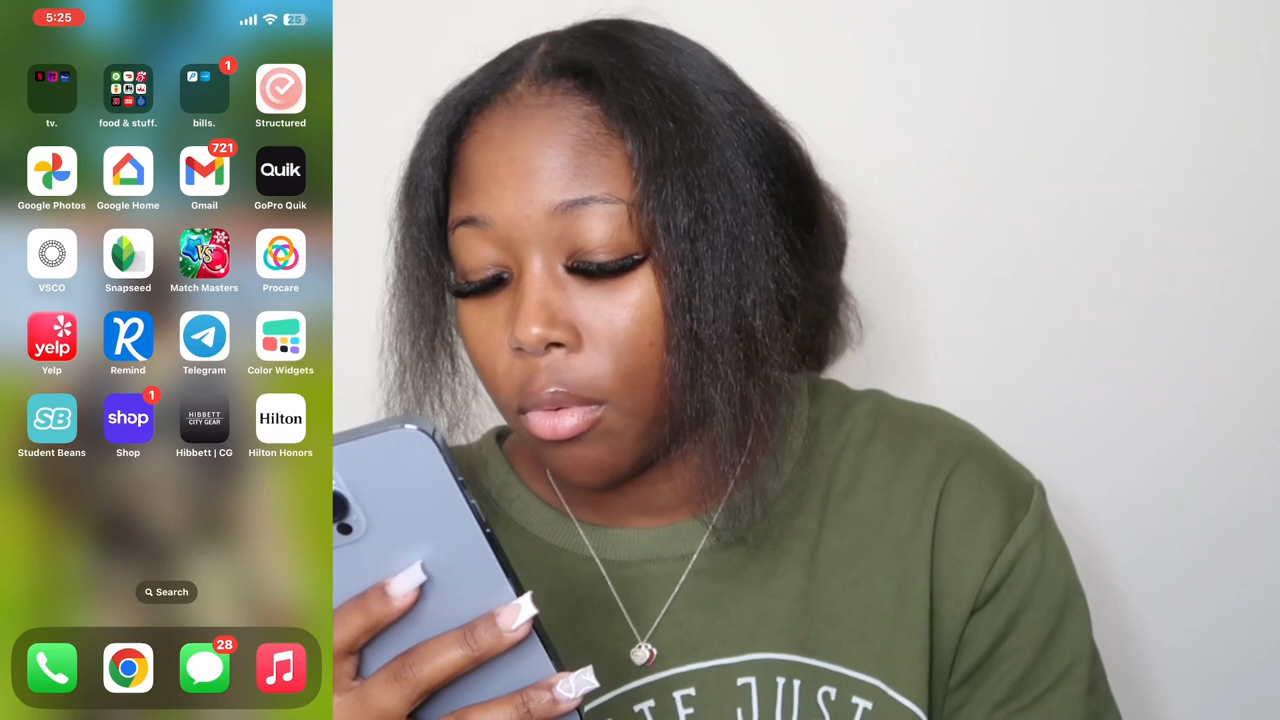 5:25
25
1
tv.
food & stuff.
bills.
Structured
721
Quik
Google Photos
Google Home
Gmail
GoPro Quik
VS
VSCO
Snapseed
Match Masters
Procare
yelp
R
Yelp
Remind
Telegram
Color Widgets
1
SB
shop
HIBBETT
CITY GEAR
Hilton
Student Beans
Shop
Hibbett | CG
Hilton Honors
Search
28
JUST